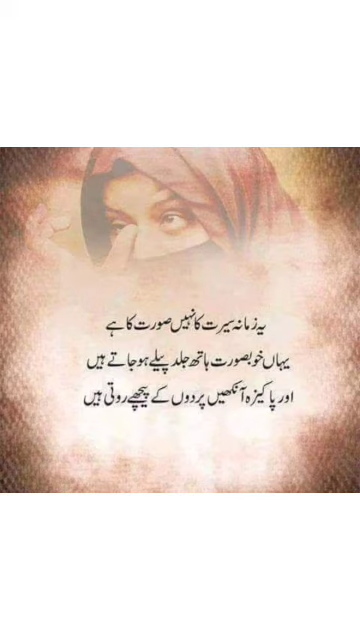 یہ زمانہ سیرت کا نہیں صورت کا ہے
یہاں خوبصورت ہاتھ جلد پیلے ہو جاتے ہیں
اور پاکیزہ آنکھیں پردوں کے پیچھے روتی ہیں